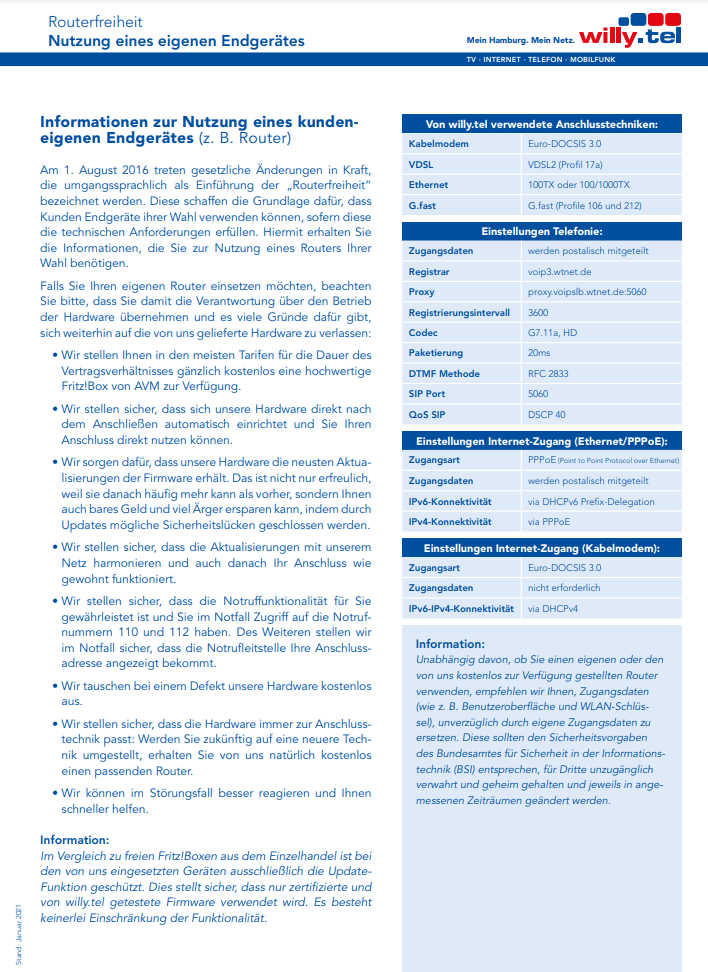 Routerfreiheit
Nutzung eines eigenen Endgerätes
Mein Hamburg. Mein Netz. willy.tel
TV · INTERNET · TELEFON · MOBILFUNK
Informationen zur Nutzung eines kunden-
eigenen Endgerätes (z. B. Router)
Am 1. August 2016 treten gesetzliche Änderungen in Kraft,
die umgangssprachlich als Einführung der „Routerfreiheit“
bezeichnet werden. Diese schaffen die Grundlage dafür, dass
Kunden Endgeräte ihrer Wahl verwenden können, sofern diese
die technischen Anforderungen erfüllen. Hiermit erhalten Sie
die Informationen, die Sie zur Nutzung eines Routers Ihrer
Wahl benötigen.
Falls Sie Ihren eigenen Router einsetzen möchten, beachten
Sie bitte, dass Sie damit die Verantwortung über den Betrieb
der Hardware übernehmen und es viele Gründe dafür gibt,
sich weiterhin auf die von uns gelieferte Hardware zu verlassen:
• Wir stellen Ihnen in den meisten Tarifen für die Dauer des
Vertragsverhältnisses gänzlich kostenlos eine hochwertige
Fritz!Box von AVM zur Verfügung.
• Wir stellen sicher, dass sich unsere Hardware direkt nach
dem Anschließen automatisch einrichtet und Sie Ihren
Anschluss direkt nutzen können.
• Wir sorgen dafür, dass unsere Hardware die neusten Aktua-
lisierungen der Firmware erhält. Das ist nicht nur erfreulich,
weil sie danach häufig mehr kann als vorher, sondern Ihnen
auch bares Geld und viel Ärger ersparen kann, indem durch
Updates mögliche Sicherheitslücken geschlossen werden.
• Wir stellen sicher, dass die Aktualisierungen mit unserem
Netz harmonieren und auch danach Ihr Anschluss wie
gewohnt funktioniert.
• Wir stellen sicher, dass die Notruffunktionalität für Sie
gewährleistet ist und Sie im Notfall Zugriff auf die Notruf-
nummern 110 und 112 haben. Des Weiteren stellen wir
im Notfall sicher, dass die Notrufleitstelle Ihre Anschluss-
adresse angezeigt bekommt.
• Wir tauschen bei einem Defekt unsere Hardware kostenlos
aus.
• Wir stellen sicher, dass die Hardware immer zur Anschluss-
technik passt: Werden Sie zukünftig auf eine neuere Tech-
nik umgestellt, erhalten Sie von uns natürlich kostenlos
einen passenden Router.
• Wir können im Störungsfall besser reagieren und Ihnen
schneller helfen.
Information:
Im Vergleich zu freien Fritz!Boxen aus dem Einzelhandel ist bei
den von uns eingesetzten Geräten ausschließlich die Update-
Funktion geschützt. Dies stellt sicher, dass nur zertifizierte und
von willy.tel getestete Firmware verwendet wird. Es besteht
keinerlei Einschränkung der Funktionalität.
Stand: Januar 2021
Von willy.tel verwendete Anschlusstechniken:
Kabelmodem Euro-DOCSIS 3.0
VDSL VDSL2 (Profil 17a)
Ethernet 100TX oder 100/1000TX
G.fast G.fast (Profile 106 und 212)
Einstellungen Telefonie:
Zugangsdaten werden postalisch mitgeteilt
Registrar voip3.wtnet.de
Proxy proxy.voipslb.wtnet.de:5060
Registrierungsintervall 3600
Codec G7.11a, HD
Paketierung 20ms
DTMF Methode RFC 2833
SIP Port 5060
QoS SIP DSCP 40
Einstellungen Internet-Zugang (Ethernet/PPPoE):
Zugangsart PPPoE (Point to Point Protocol over Ethernet)
Zugangsdaten werden postalisch mitgeteilt
IPv6-Konnektivität via DHCPv6 Prefix-Delegation
IPv4-Konnektivität via PPPoE
Einstellungen Internet-Zugang (Kabelmodem):
Zugangsart Euro-DOCSIS 3.0
Zugangsdaten nicht erforderlich
IPv6-IPv4-Konnektivität via DHCPv4
Information:
Unabhängig davon, ob Sie einen eigenen oder den
von uns kostenlos zur Verfügung gestellten Router
verwenden, empfehlen wir Ihnen, Zugangsdaten
(wie z. B. Benutzeroberfläche und WLAN-Schlüs-
sel), unverzüglich durch eigene Zugangsdaten zu
ersetzen. Diese sollten den Sicherheitsvorgaben
des Bundesamtes für Sicherheit in der Informations-
technik (BSI) entsprechen, für Dritte unzugänglich
verwahrt und geheim gehalten und jeweils in ange-
messenen Zeiträumen geändert werden.